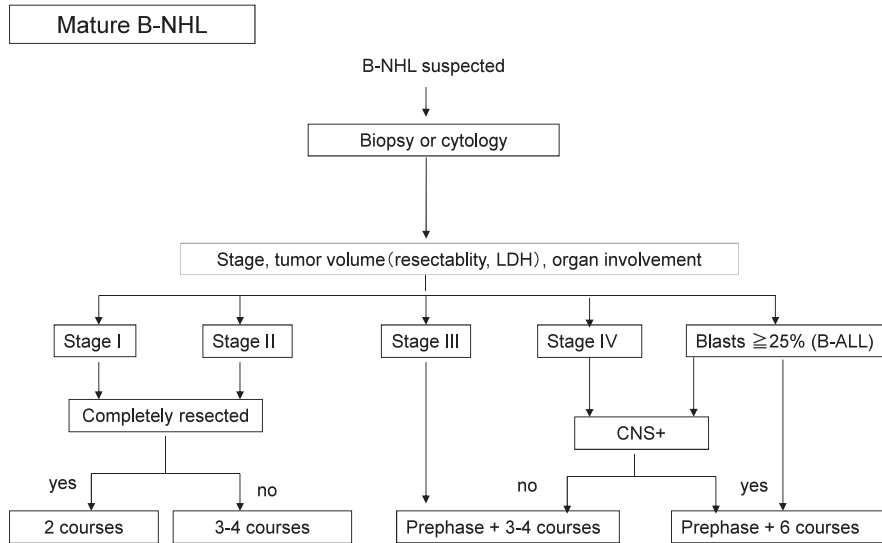 Mature B-NHL
B-NHL suspected
Biopsy or cytology
Stage, tumor volume(resectablity, LDH), organ involvement
Stage I
Stage II
Stage III
Stage IV
Blasts ≧25% (B-ALL)
Completely resected
CNS+
yes
no
no
yes
2 courses
3-4 courses
Prephase + 3-4 courses
Prephase + 6 courses